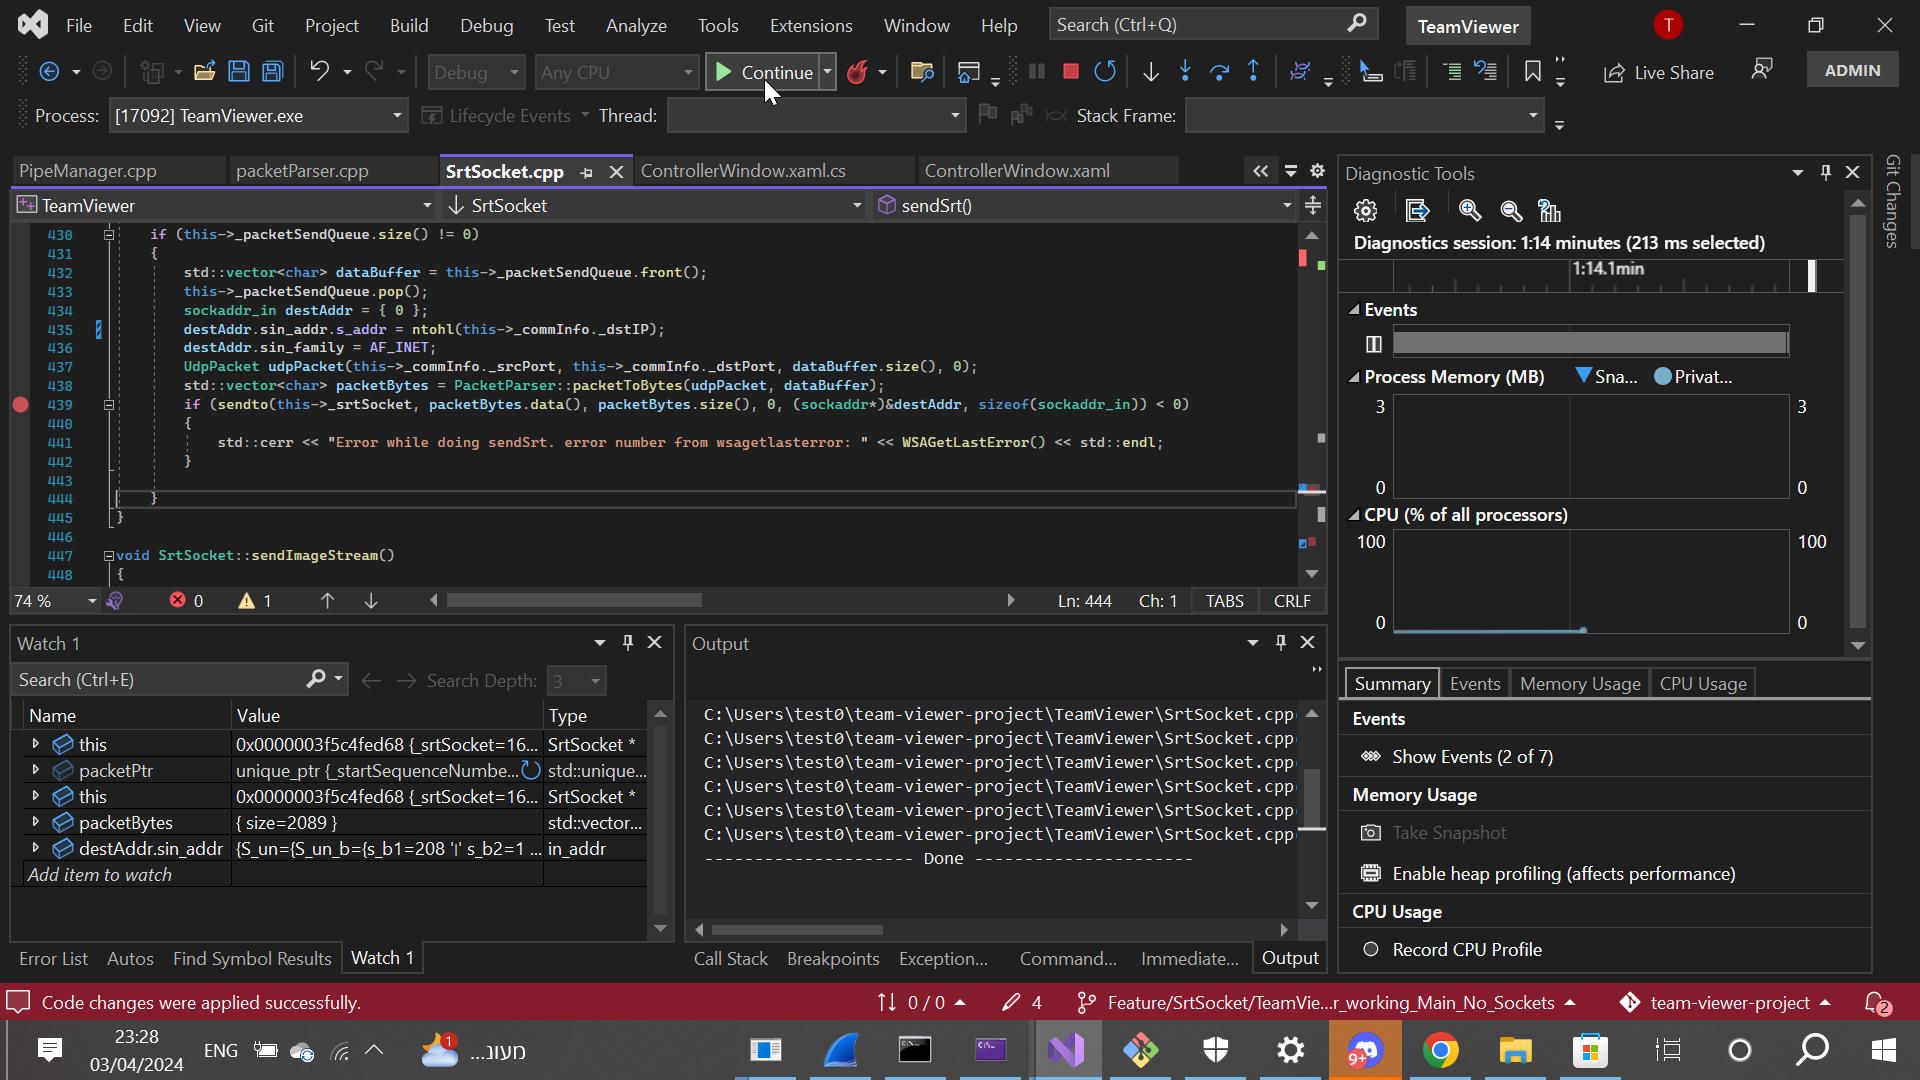 File Edit View Git Project Build Debug Test Analyze Tools Extensions Window Help Search (Ctrl+Q) TeamViewer T
Debug Any CPU Continue Live Share ADMIN
Process: [17092] TeamViewer.exe Lifecycle Events Thread: Stack Frame:
PipeManager.cpp packetParser.cpp SrtSocket.cpp ControllerWindow.xaml.cs ControllerWindow.xaml
TeamViewer SrtSocket sendSrt()
430 if (this->_packetSendQueue.size() != 0)
431 {
432 std::vector<char> dataBuffer = this->_packetSendQueue.front();
433 this->_packetSendQueue.pop();
434 sockaddr_in destAddr = { 0 };
435 destAddr.sin_addr.s_addr = ntohl(this->_commInfo._dstIP);
436 destAddr.sin_family = AF_INET;
437 UdpPacket udpPacket(this->_commInfo._srcPort, this->_commInfo._dstPort, dataBuffer.size(), 0);
438 std::vector<char> packetBytes = PacketParser::packetToBytes(udpPacket, dataBuffer);
439 if (sendto(this->_srtSocket, packetBytes.data(), packetBytes.size(), 0, (sockaddr*)&destAddr, sizeof(sockaddr_in)) < 0)
440 {
441 std::cerr << "Error while doing sendSrt. error number from wsagetlasterror: " << WSAGetLastError() << std::endl;
442 }
443
444 }
445 }
446
447 void SrtSocket::sendImageStream()
448 {
74 % 0 1 Ln: 444 Ch: 1 TABS CRLF
Watch 1
Search (Ctrl+E) Search Depth: 3
Name Value Type
this 0x0000003f5c4fed68 {_srtSocket=16... SrtSocket *
packetPtr unique_ptr {_startSequenceNumbe... std::unique...
this 0x0000003f5c4fed68 {_srtSocket=16... SrtSocket *
packetBytes { size=2089 } std::vector...
destAddr.sin_addr {S_un={S_un_b={s_b1=208 'ן' s_b2=1 ... in_addr
Add item to watch
Error List Autos Find Symbol Results Watch 1
Output
C:\Users\test0\team-viewer-project\TeamViewer\SrtSocket.cpp
C:\Users\test0\team-viewer-project\TeamViewer\SrtSocket.cpp
C:\Users\test0\team-viewer-project\TeamViewer\SrtSocket.cpp
C:\Users\test0\team-viewer-project\TeamViewer\SrtSocket.cpp
C:\Users\test0\team-viewer-project\TeamViewer\SrtSocket.cpp
C:\Users\test0\team-viewer-project\TeamViewer\SrtSocket.cpp
--------------------- Done ----------------------
Call Stack Breakpoints Exception... Command... Immediate... Output
Diagnostic Tools
Diagnostics session: 1:14 minutes (213 ms selected)
1:14.1min
Events
Process Memory (MB) Sna... Privat...
3 3
0 0
CPU (% of all processors)
100 100
0 0
Summary Events Memory Usage CPU Usage
Events
Show Events (2 of 7)
Memory Usage
Take Snapshot
Enable heap profiling (affects performance)
CPU Usage
Record CPU Profile
Git Changes
Code changes were applied successfully. 0 / 0 4 Feature/SrtSocket/TeamVie...r_working_Main_No_Sockets team-viewer-project 2
23:28
03/04/2024
ENG 1 מעונ... 9+